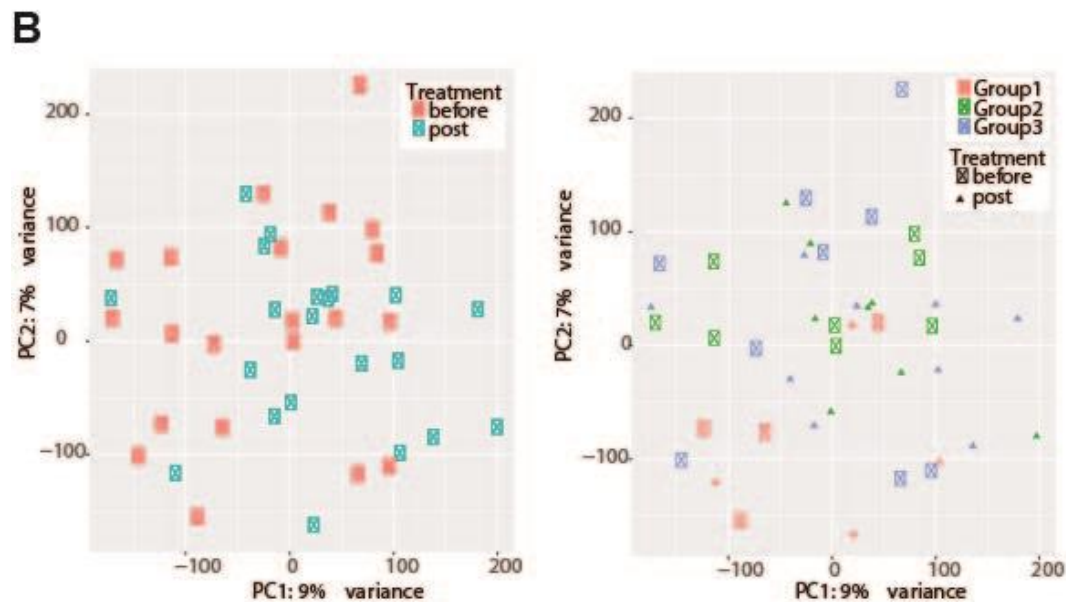 B
Treatment
before
post
200
100
0
−100
PC2: 7% variance
−100
0
100
200
PC1: 9% variance
Group1
Group2
Group3
Treatment
before
post
200
100
0
−100
PC2: 7% variance
−100
0
100
200
PC1: 9% variance